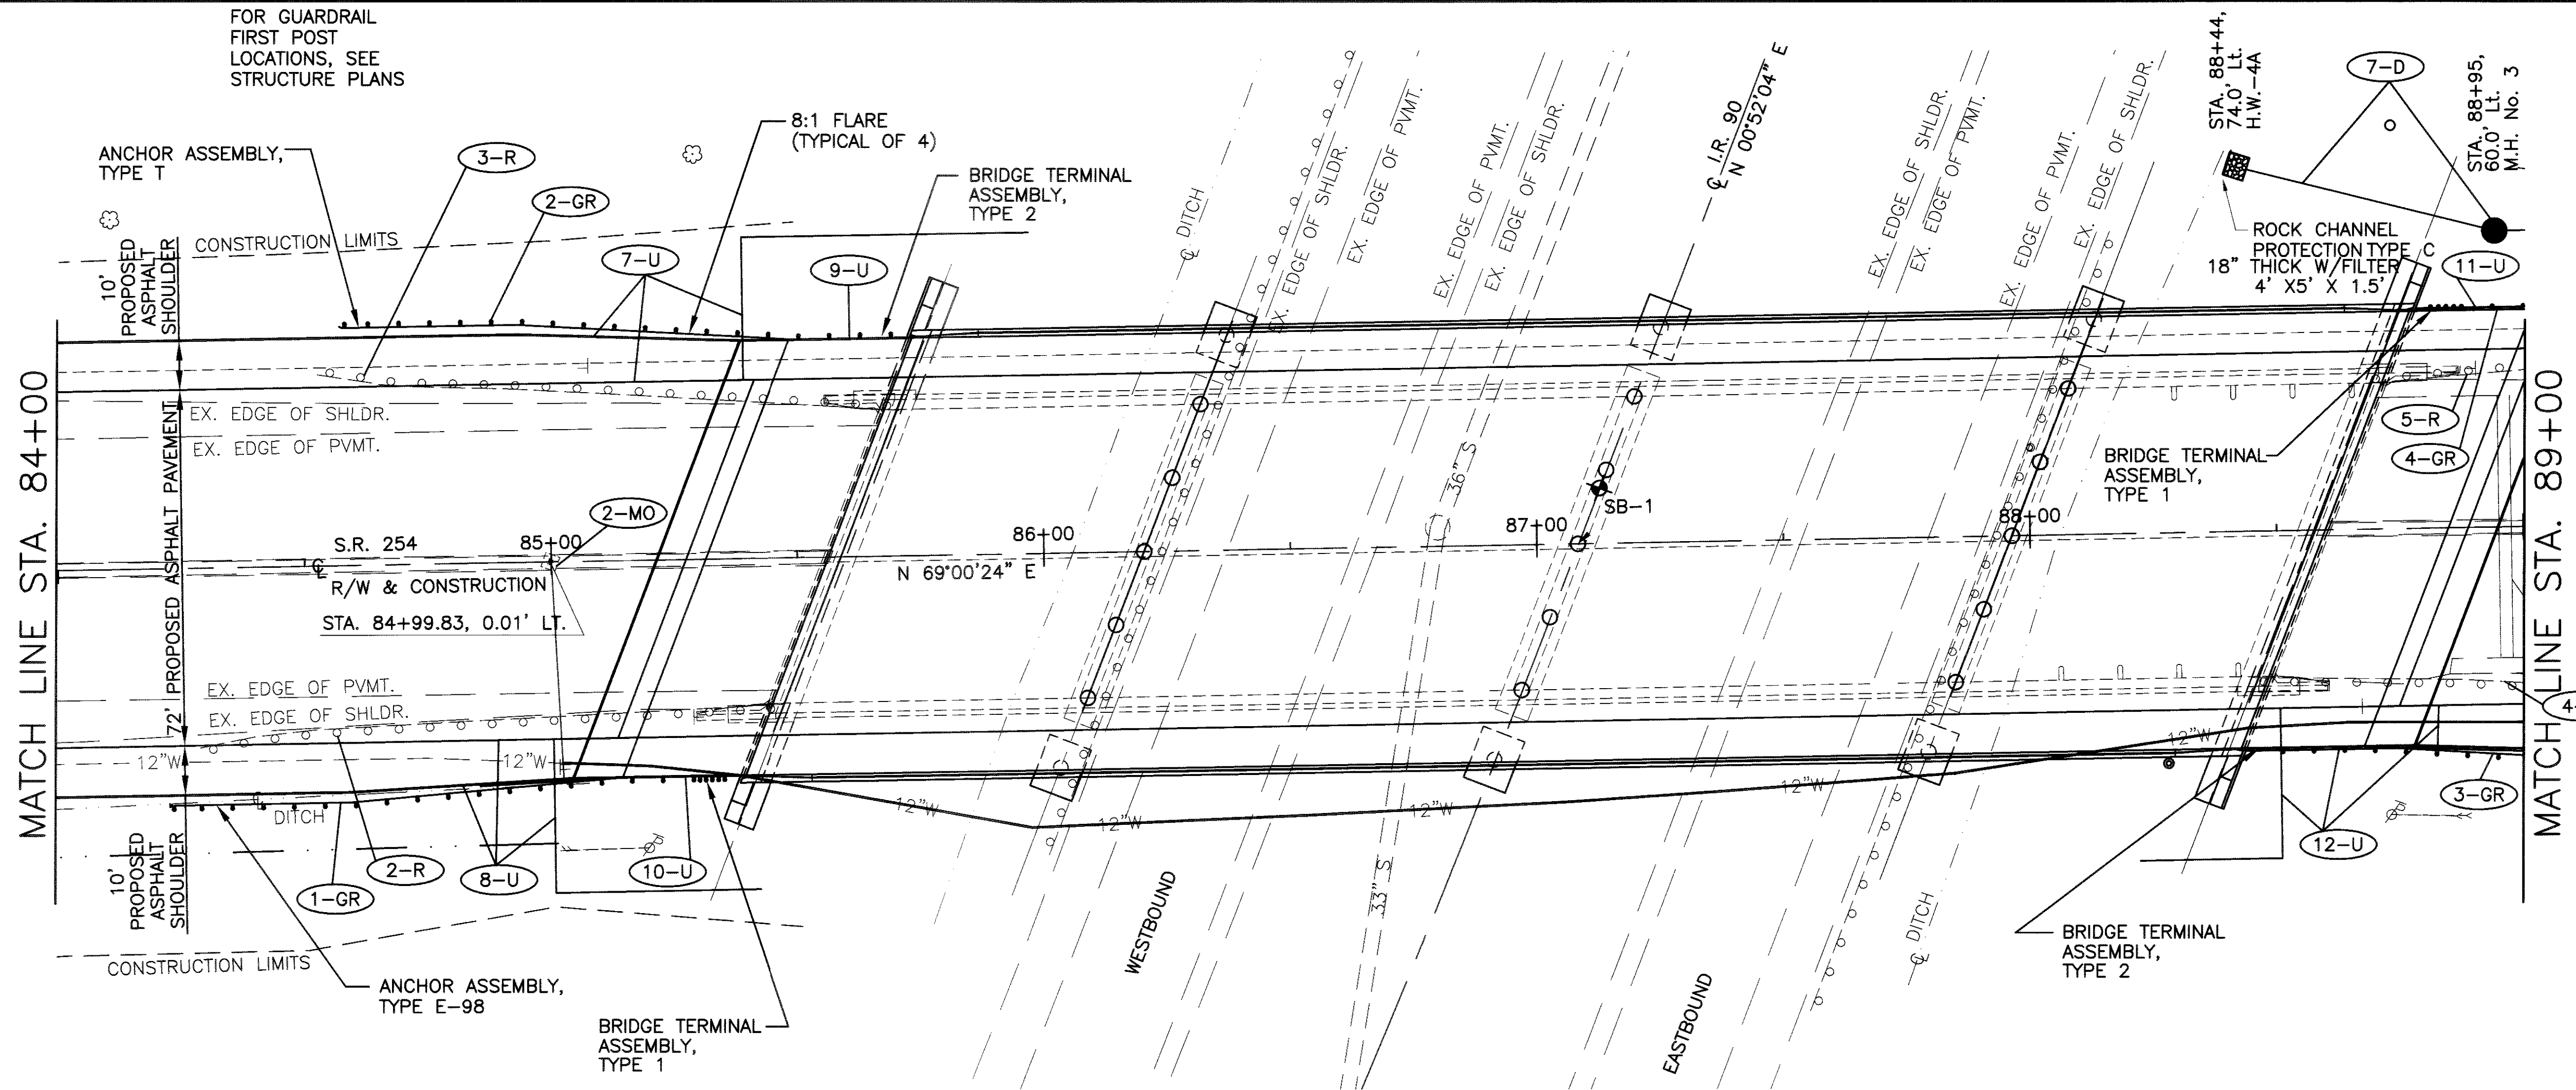 FOR GUARDRAIL
FIRST POST
LOCATIONS, SEE
STRUCTURE PLANS
ANCHOR ASSEMBLY,
TYPE T
3-R
2-GR
8:1 FLARE
(TYPICAL OF 4)
BRIDGE TERMINAL
ASSEMBLY,
TYPE 2
CONSTRUCTION LIMITS
7-U
9-U
10'
PROPOSED
ASPHALT
SHOULDER
℄ DITCH
EX. EDGE OF SHLDR.
EX. EDGE OF PVMT.
EX. EDGE OF PVMT.
EX. EDGE OF SHLDR.
℄ I.R. 90
N 00°52'04" E
EX. EDGE OF SHLDR.
EX. EDGE OF PVMT.
EX. EDGE OF PVMT.
EX. EDGE OF SHLDR.
STA. 88+44,
74.0' Lt.
H.W.-4A
7-D
STA. 88+95,
60.0' Lt.
M.H. No. 3
ROCK CHANNEL
PROTECTION TYPE C
18" THICK W/FILTER
4' X5' X 1.5'
11-U
MATCH LINE STA. 84+00
72' PROPOSED ASPHALT PAVEMENT
EX. EDGE OF SHLDR.
EX. EDGE OF PVMT.
2-MO
S.R. 254
85+00
℄
R/W & CONSTRUCTION
STA. 84+99.83, 0.01' LT.
86+00
N 69°00'24" E
36" S
87+00
SB-1
88+00
BRIDGE TERMINAL
ASSEMBLY,
TYPE 1
5-R
4-GR
MATCH LINE STA. 89+00
EX. EDGE OF PVMT.
EX. EDGE OF SHLDR.
12"W
12"W
12"W
12"W
12"W
12"W
12"W
DITCH
10'
PROPOSED
ASPHALT
SHOULDER
1-GR
2-R
8-U
10-U
33" S
3-GR
12-U
CONSTRUCTION LIMITS
ANCHOR ASSEMBLY,
TYPE E-98
BRIDGE TERMINAL
ASSEMBLY,
TYPE 1
WESTBOUND
EASTBOUND
℄ DITCH
BRIDGE TERMINAL
ASSEMBLY,
TYPE 2